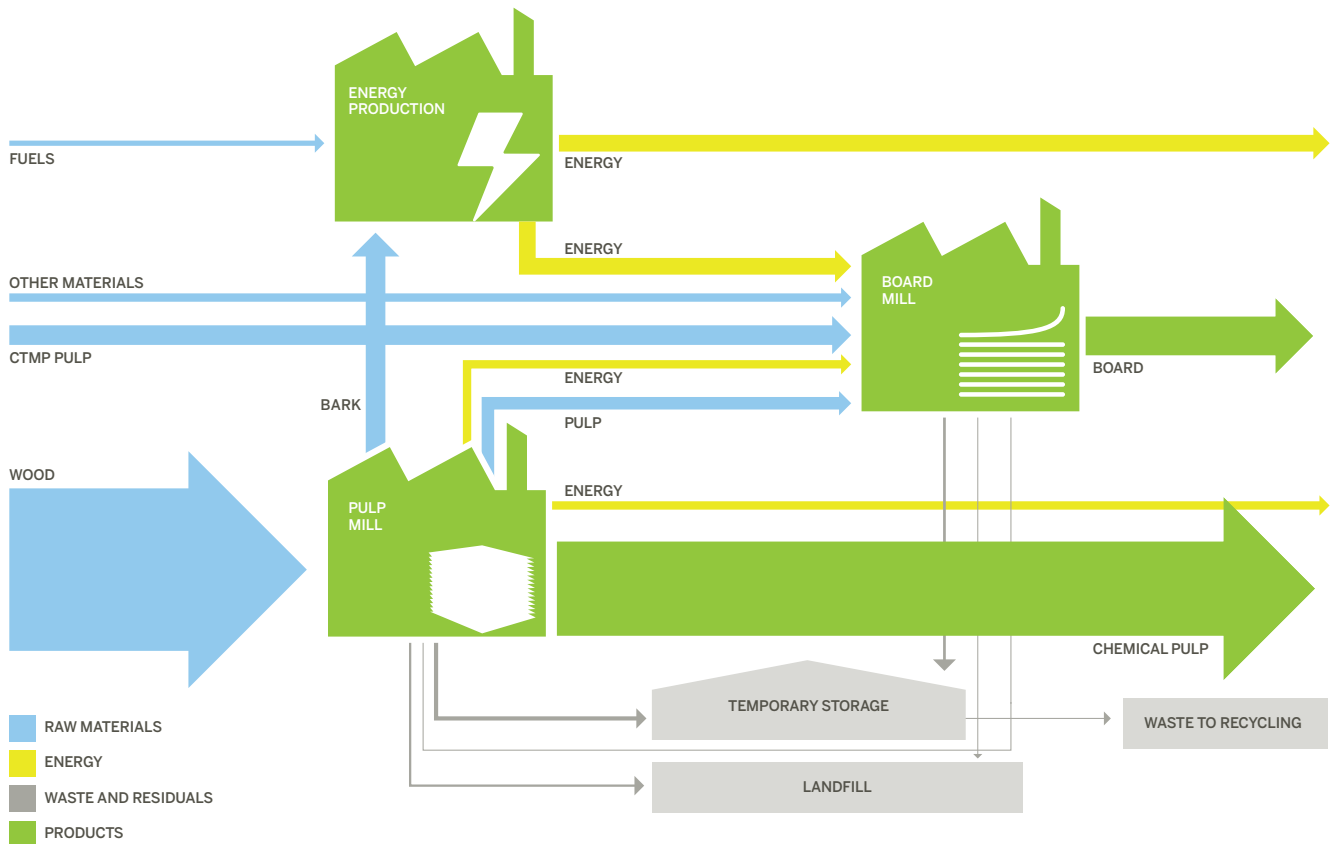 ENERGY
PRODUCTION
FUELS
ENERGY
ENERGY
OTHER MATERIALS
BOARD
MILL
CTMP PULP
BOARD
ENERGY
BARK
PULP
WOOD
ENERGY
PULP
MILL
CHEMICAL PULP
TEMPORARY STORAGE
WASTE TO RECYCLING
LANDFILL
RAW MATERIALS
ENERGY
WASTE AND RESIDUALS
PRODUCTS